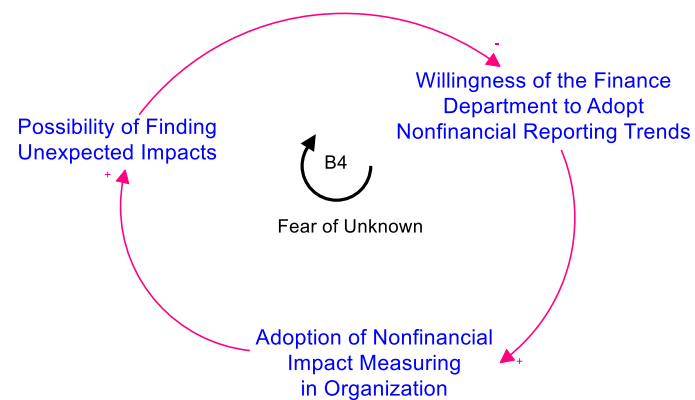 -
Willingness of the Finance
Department to Adopt
Nonfinancial Reporting Trends
Possibility of Finding
Unexpected Impacts
+
B4
Fear of Unknown
Adoption of Nonfinancial
Impact Measuring
in Organization
+